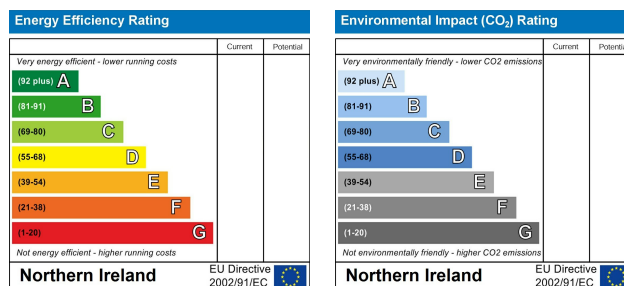 Energy Efficiency Rating
Current Potential
Very energy efficient - lower running costs
(92 plus) A
(81-91) B
(69-80) C
(55-68) D
(39-54) E
(21-38) F
(1-20) G
Not energy efficient - higher running costs
Northern Ireland
EU Directive
2002/91/EC
Environmental Impact (CO₂) Rating
Current Potential
Very environmentally friendly - lower CO2 emissions
(92 plus) A
(81-91) B
(69-80) C
(55-68) D
(39-54) E
(21-38) F
(1-20) G
Not environmentally friendly - higher CO2 emissions
Northern Ireland
EU Directive
2002/91/EC